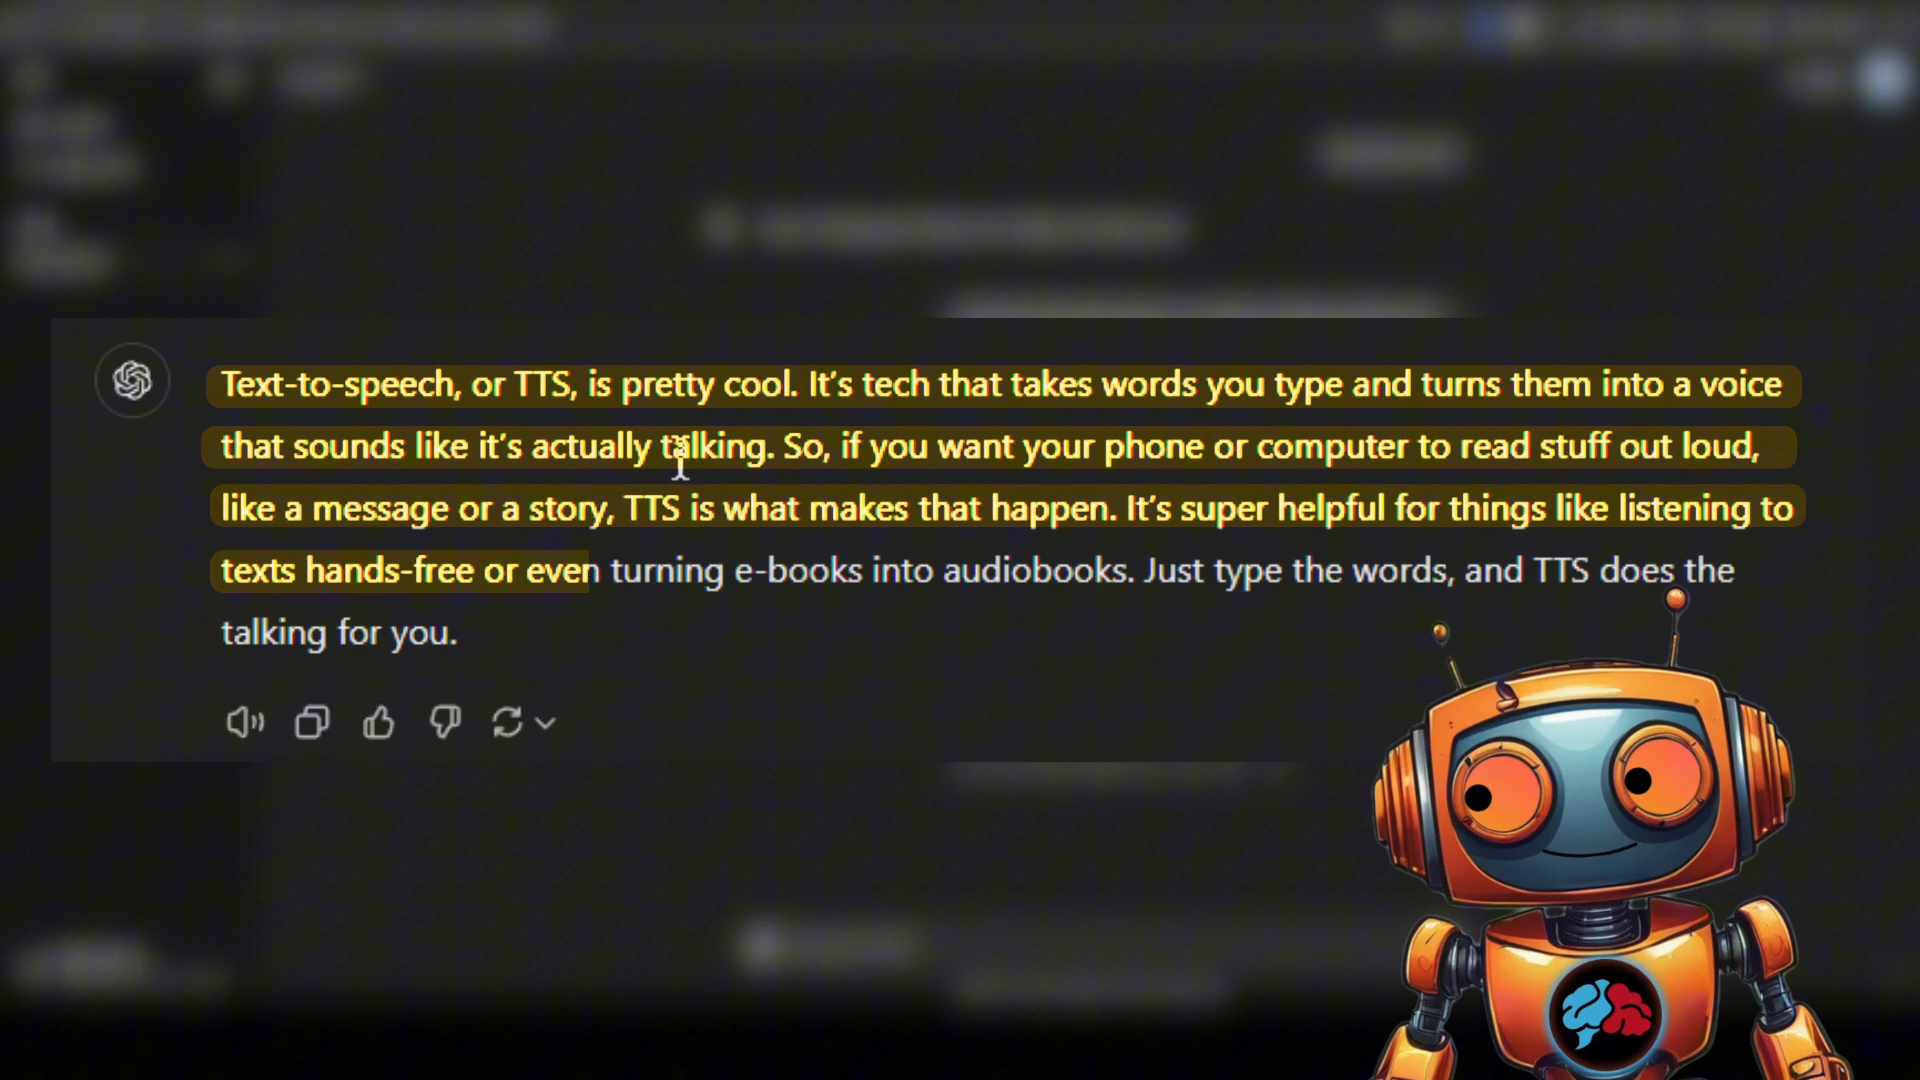 Text-to-speech, or TTS, is pretty cool. It’s tech that takes words you type and turns them into a voice
that sounds like it’s actually talking. So, if you want your phone or computer to read stuff out loud,
like a message or a story, TTS is what makes that happen. It’s super helpful for things like listening to
texts hands-free or even turning e-books into audiobooks. Just type the words, and TTS does the
talking for you.